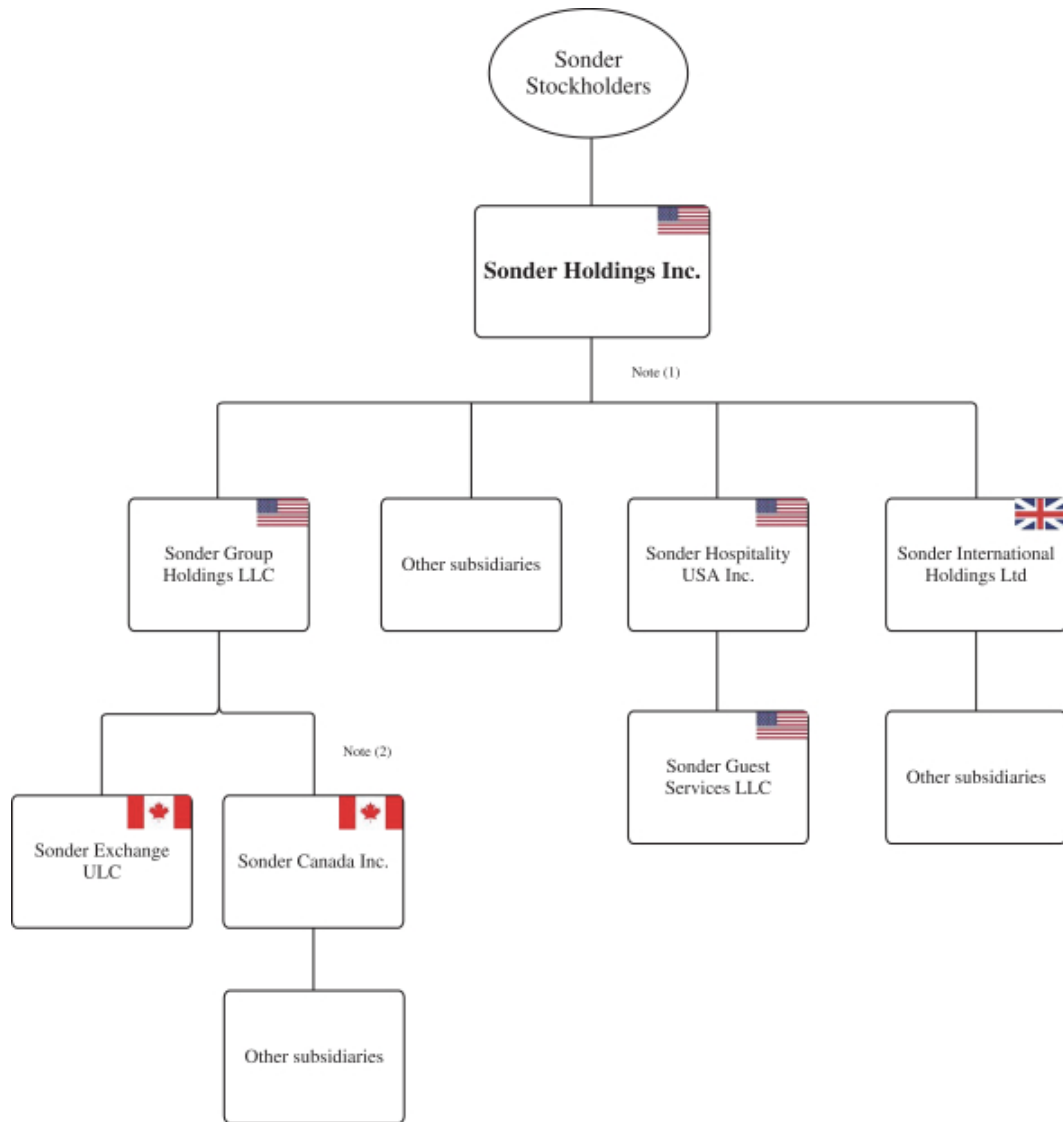 Sonder
Stockholders
Sonder Holdings Inc.
Note (1)
Sonder Group
Holdings LLC
Other subsidiaries
Sonder Hospitality
USA Inc.
Sonder International
Holdings Ltd
Note (2)
Sonder Guest
Services LLC
Other subsidiaries
Sonder Exchange
ULC
Sonder Canada Inc.
Other subsidiaries